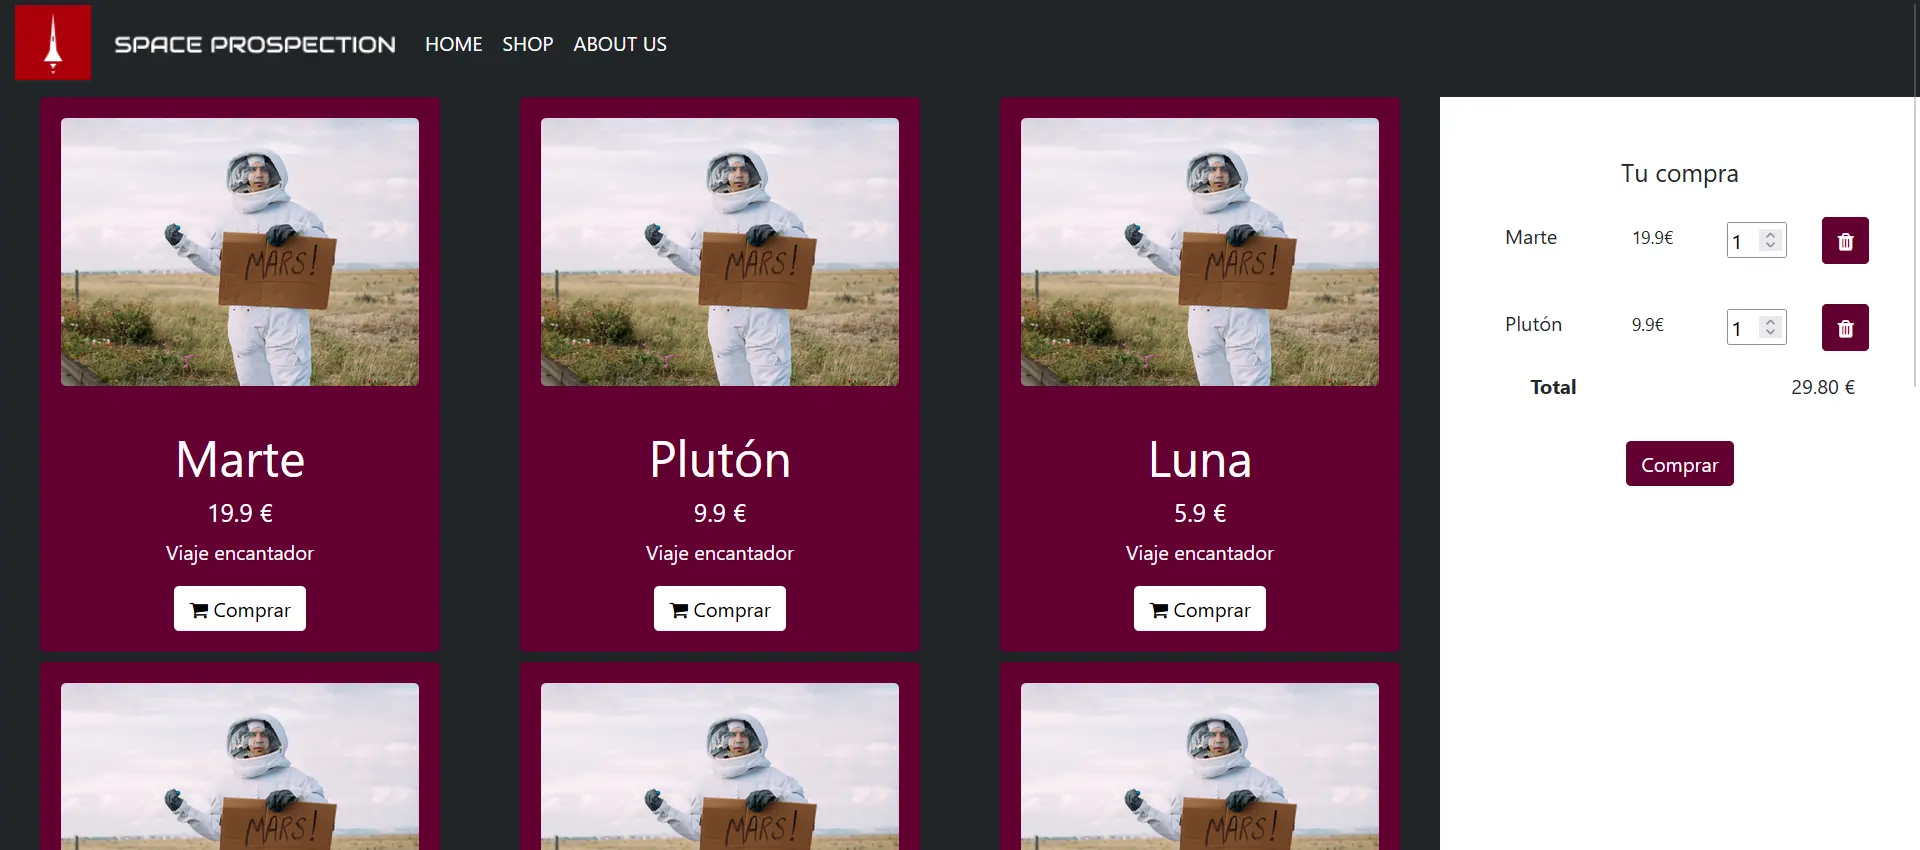 SPACE PROSPECTION HOME SHOP ABOUT US
MARS!
Marte
19.9 €
Viaje encantador
Comprar
MARS!
Plutón
9.9 €
Viaje encantador
Comprar
MARS!
Luna
5.9 €
Viaje encantador
Comprar
MARS!
MARS!
MARS!
Tu compra
Marte 19.9€ 1
Plutón 9.9€ 1
Total 29.80 €
Comprar